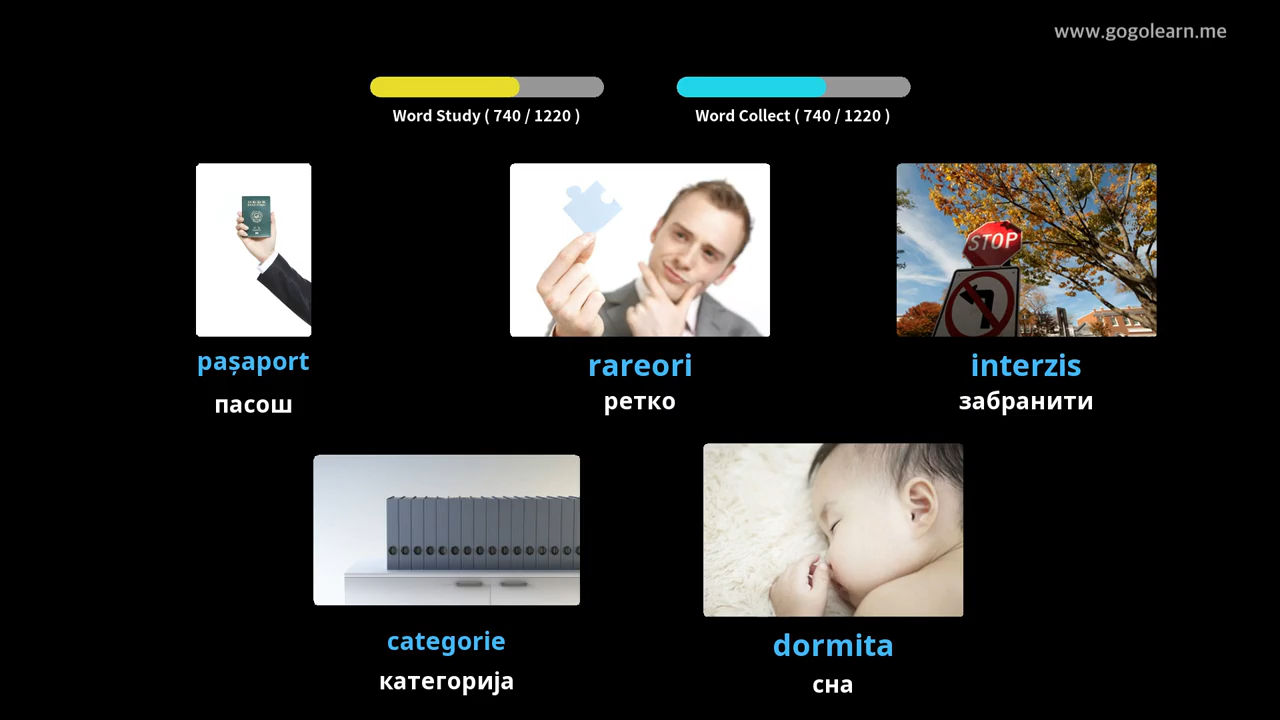 www.gogolearn.me
Word Study ( 740 / 1220 )
Word Collect ( 740 / 1220 )
STOP
pașaport
rareori
interzis
пасош
ретко
забранити
categorie
dormita
категорија
сна